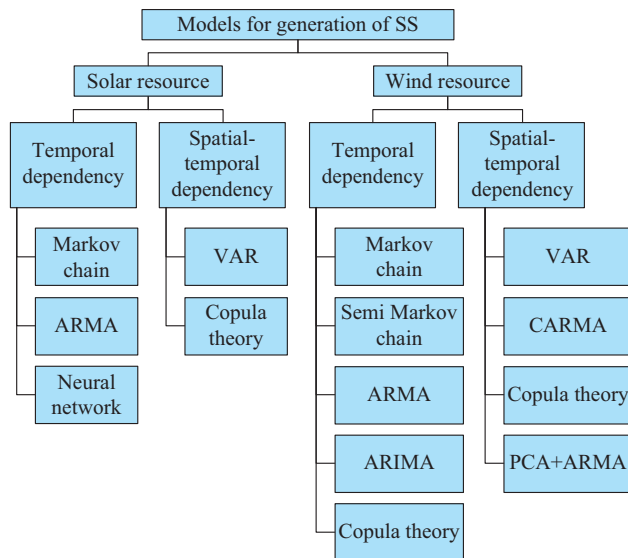 Models for generation of SS
Solar resource
Wind resource
Temporal
dependency
Spatial-
temporal
dependency
Temporal
dependency
Spatial-
temporal
dependency
Markov
chain
ARMA
Neural
network
VAR
Copula
theory
Markov
chain
Semi Markov
chain
ARMA
ARIMA
Copula theory
VAR
CARMA
Copula theory
PCA+ARMA